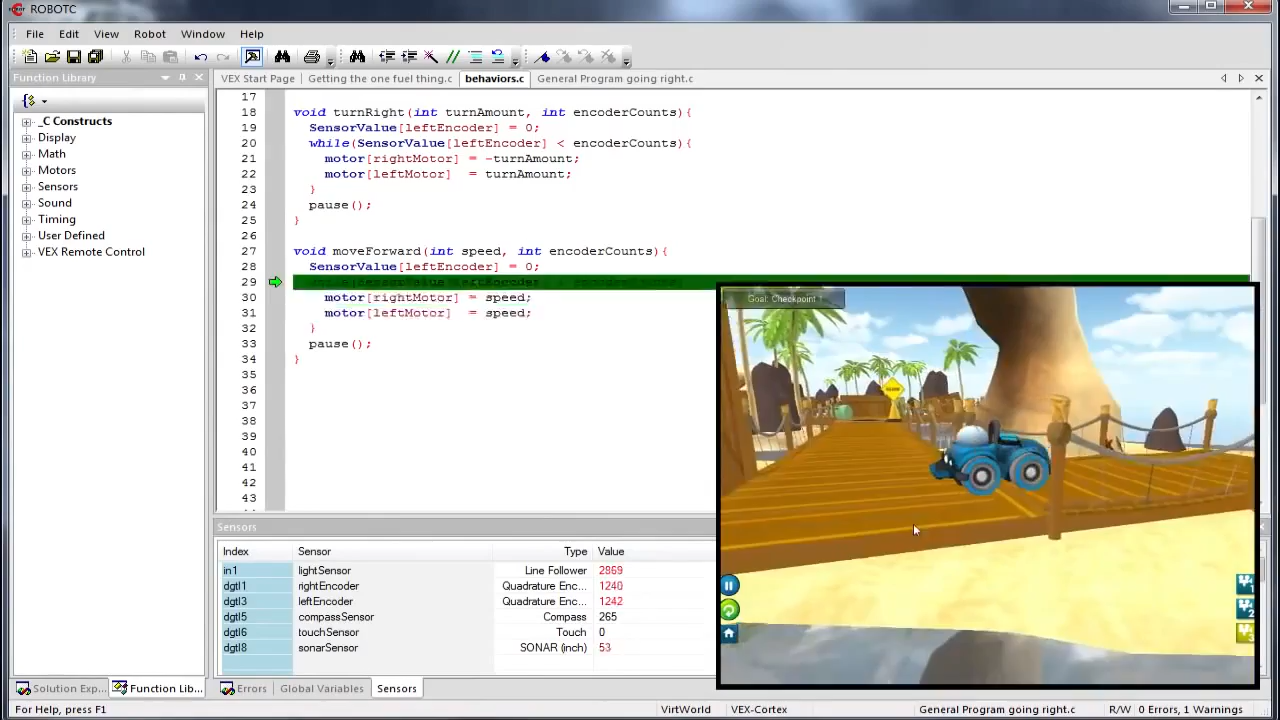 ROBOTC
File Edit View Robot Window Help
Function Library
VEX Start Page Getting the one fuel thing.c behaviors.c General Program going right.c
_C Constructs
Display
Math
Motors
Sensors
Sound
Timing
User Defined
VEX Remote Control
17
18 void turnRight(int turnAmount, int encoderCounts){
19 SensorValue[leftEncoder] = 0;
20 while(SensorValue[leftEncoder] < encoderCounts){
21 motor[rightMotor] = -turnAmount;
22 motor[leftMotor] = turnAmount;
23 }
24 pause();
25 }
26
27 void moveForward(int speed, int encoderCounts){
28 SensorValue[leftEncoder] = 0;
29
30 motor[rightMotor] = speed;
31 motor[leftMotor] = speed;
32 }
33 pause();
34 }
35
36
37
38
39
40
41
42
43
Goal: Checkpoint 1
Sensors
Index Sensor Type Value
in1 lightSensor Line Follower 2869
dgtl1 rightEncoder Quadrature Enc... 1240
dgtl3 leftEncoder Quadrature Enc... 1242
dgtl5 compassSensor Compass 265
dgtl6 touchSensor Touch 0
dgtl8 sonarSensor SONAR (inch) 53
1
2
3
Solution Exp... Function Lib... Errors Global Variables Sensors
For Help, press F1 VirtWorld VEX-Cortex General Program going right.c R/W 0 Errors, 1 Warnings